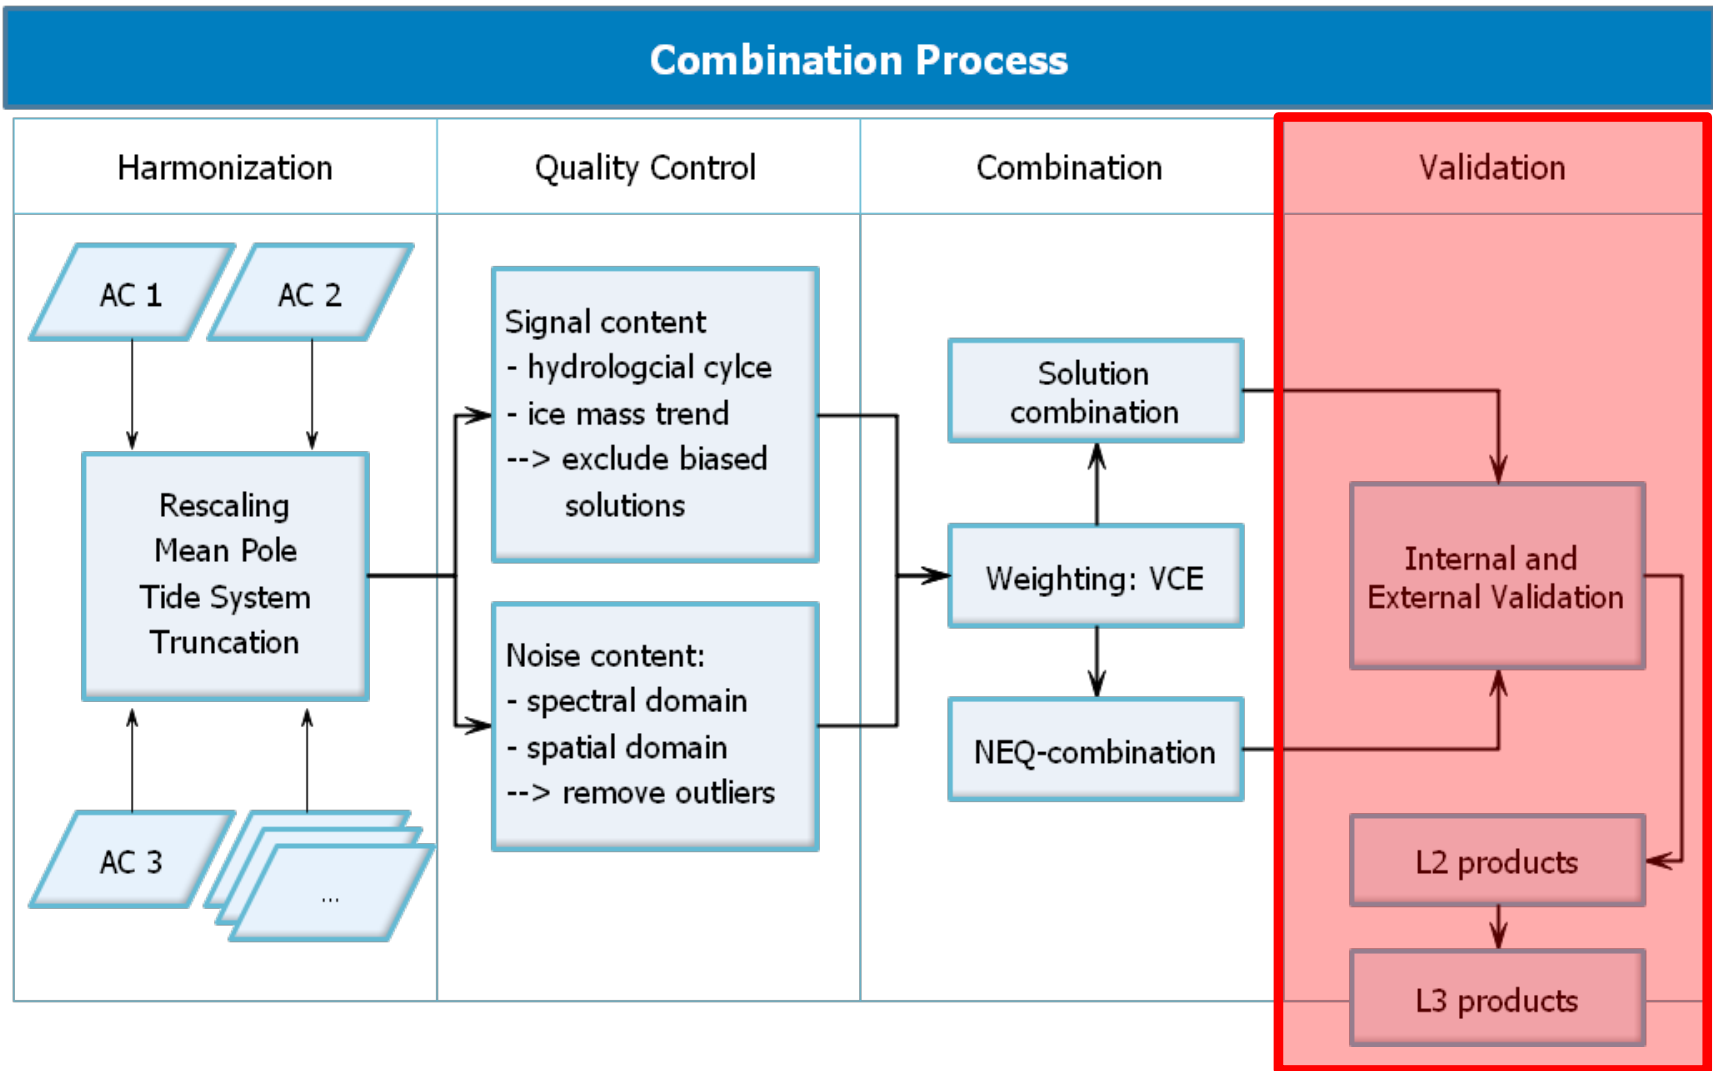 Combination Process
Harmonization
Quality Control
Combination
Validation
AC 1
AC 2
Rescaling
Mean Pole
Tide System
Truncation
AC 3
...
Signal content
- hydrologcial cylce
- ice mass trend
--> exclude biased
solutions
Noise content:
- spectral domain
- spatial domain
--> remove outliers
Solution
combination
Weighting: VCE
NEQ-combination
Internal and
External Validation
L2 products
L3 products